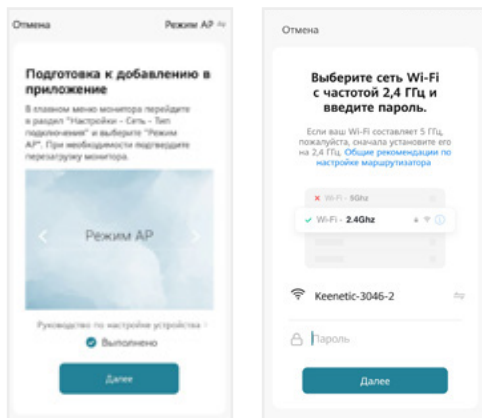 Отмена
Режим AP
Подготовка к добавлению в
приложение
В главном меню монитора перейдите
в раздел "Настройки - Сеть - Тип
подключения" и выберите "Режим
AP". При необходимости подтвердите
перезагрузку монитора.
Режим AP
Руководство по настройке устройства
Выполнено
Далее
Отмена
Выберите сеть Wi-Fi
с частотой 2,4 ГГц и
введите пароль.
Если ваш Wi-Fi составляет 5 ГГц,
пожалуйста, сначала установите его
на 2,4 ГГц. Общие рекомендации по
настройке маршрутизатора
Wi-Fi - 5Ghz
Wi-Fi - 2.4Ghz
Keenetic-3046-2
Пароль
Далее